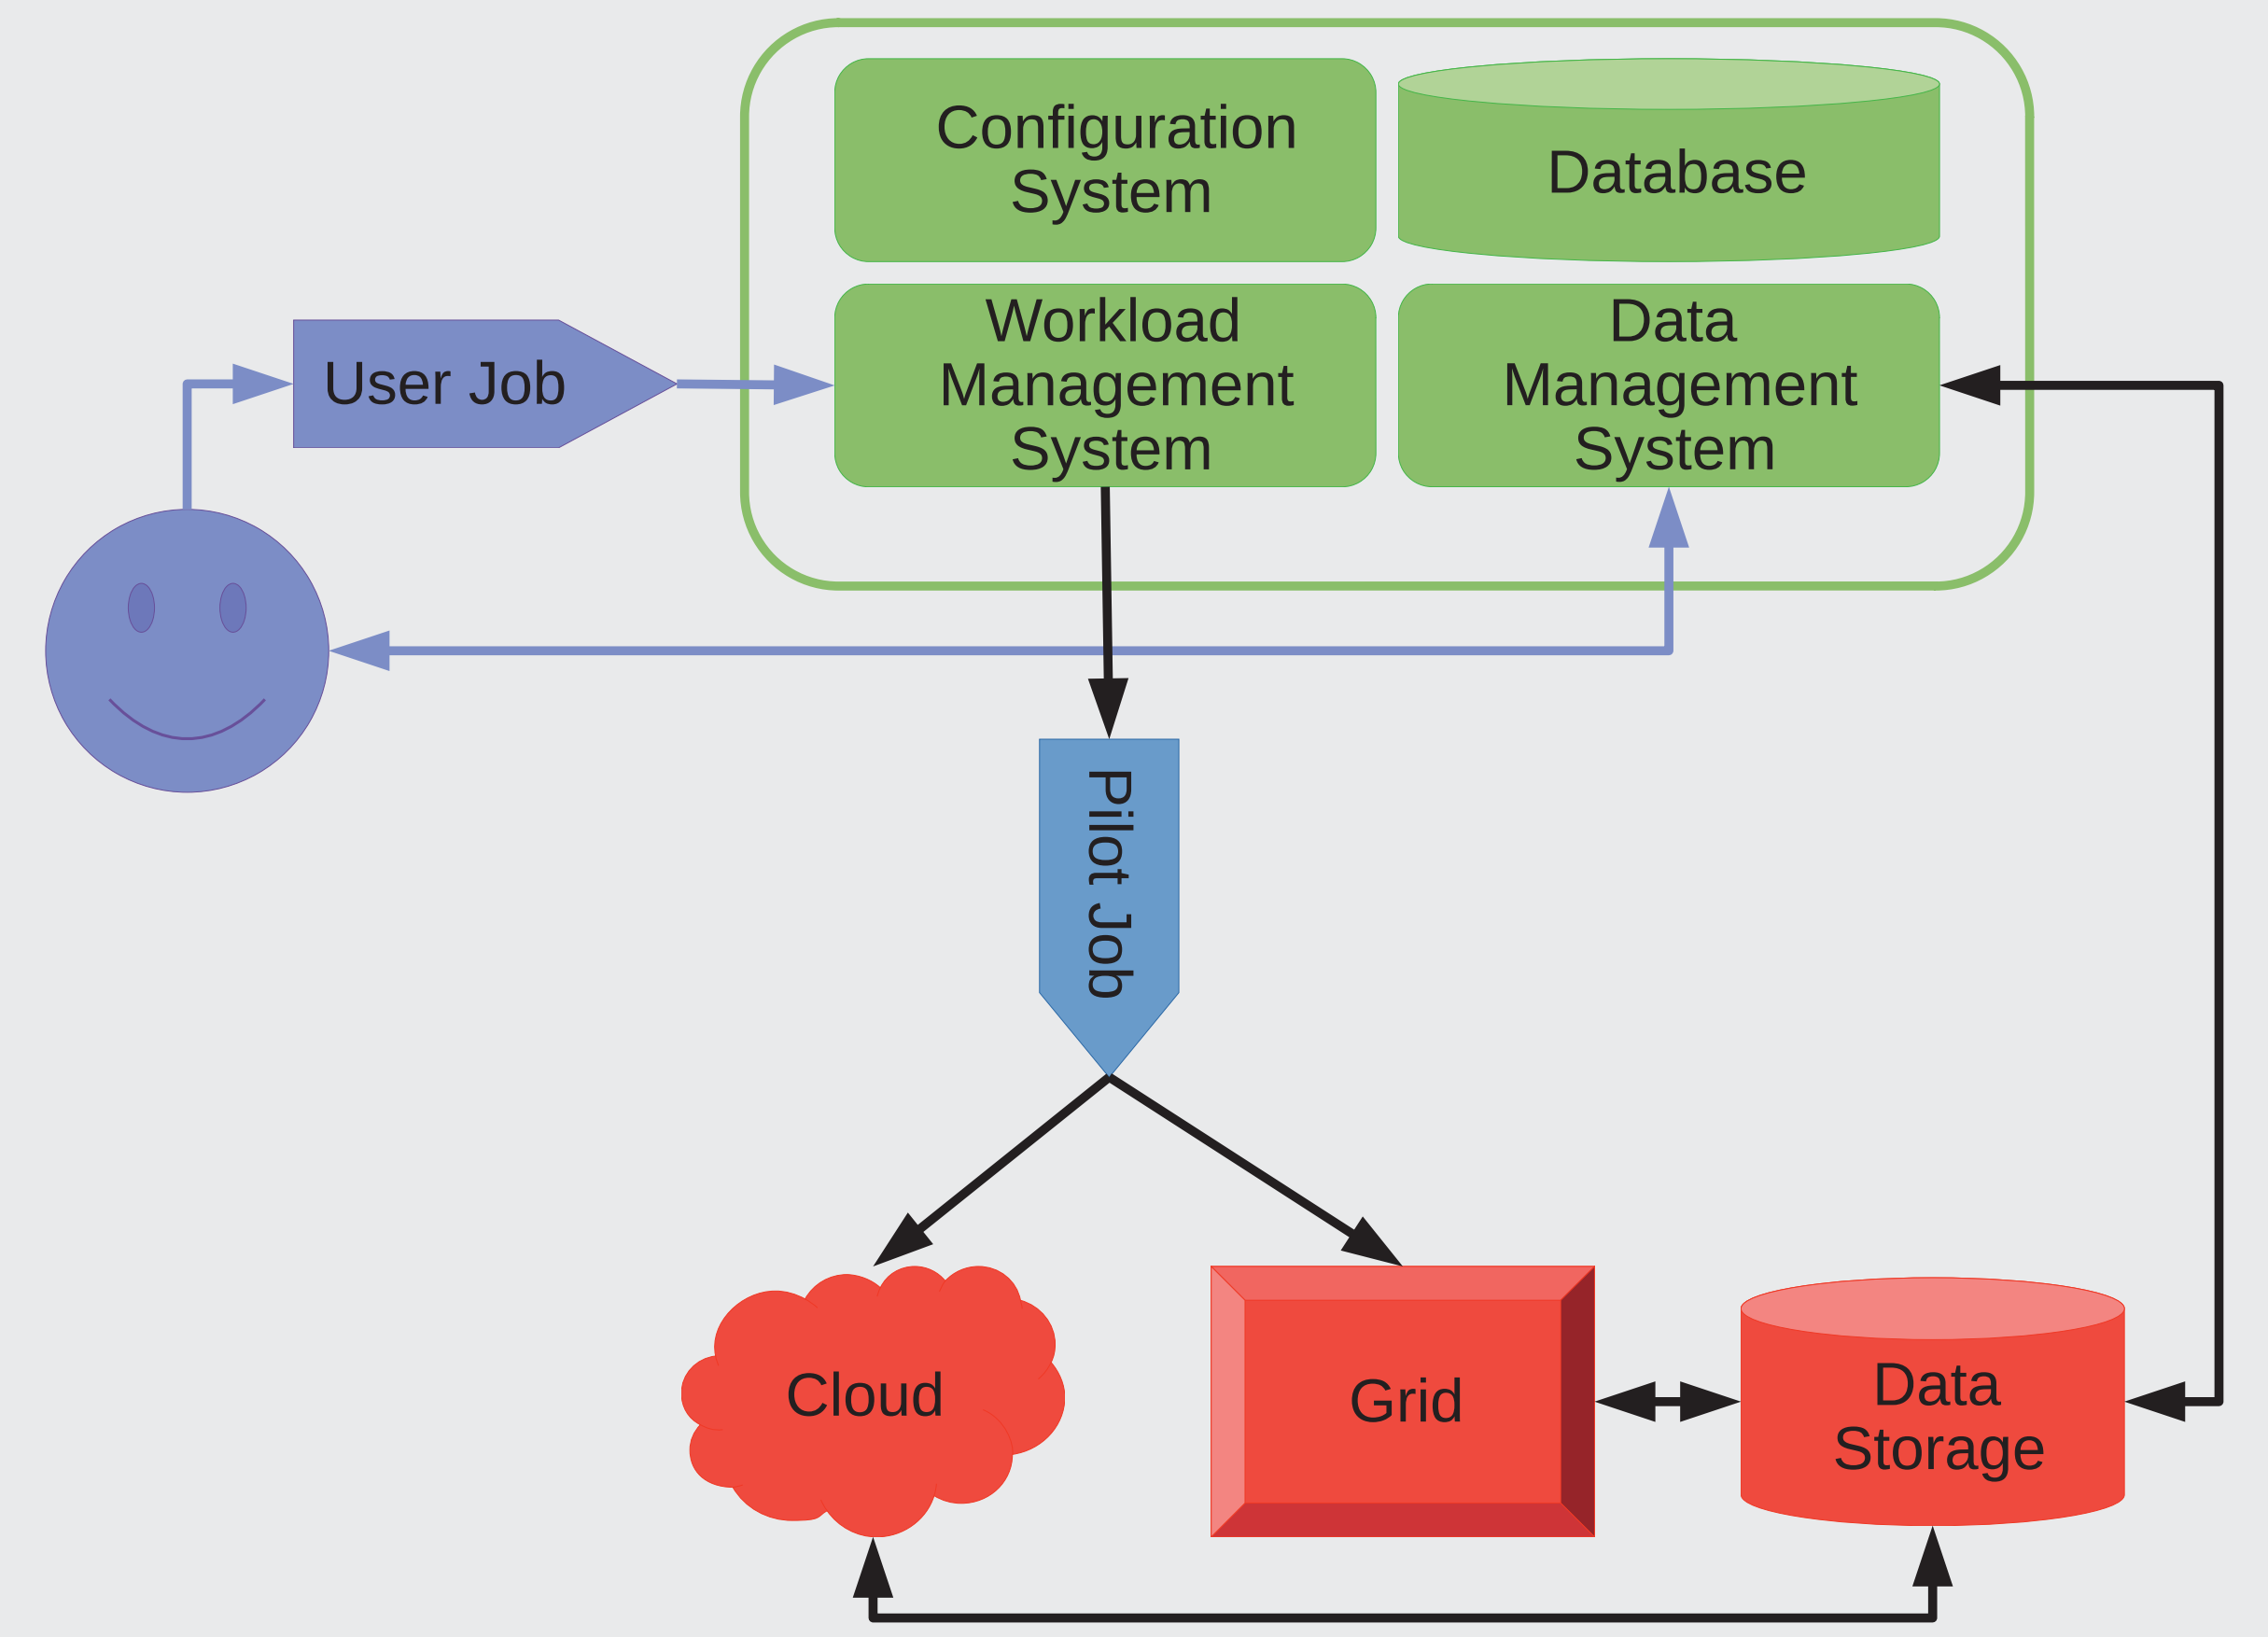 Configuration
System
Database
User Job
Workload
Management
System
Data
Management
System
Pilot Job
Cloud
Grid
Data
Storage